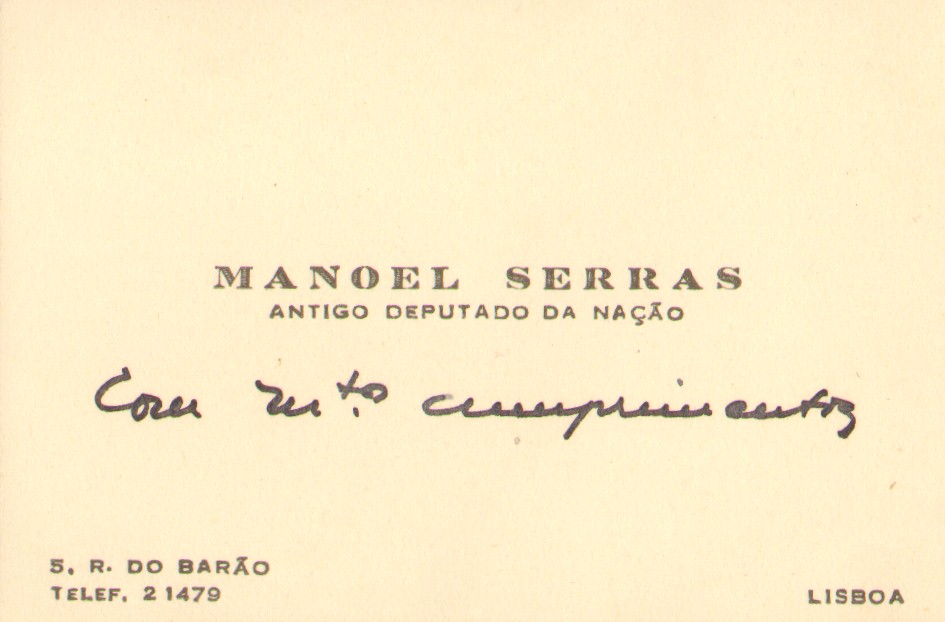 MANOEL SERRAS
ANTIGO DEPUTADO DA NAÇÃO
Com m.tos cumprimentos
5, R. DO BARÃO
TELEF. 21479
LISBOA